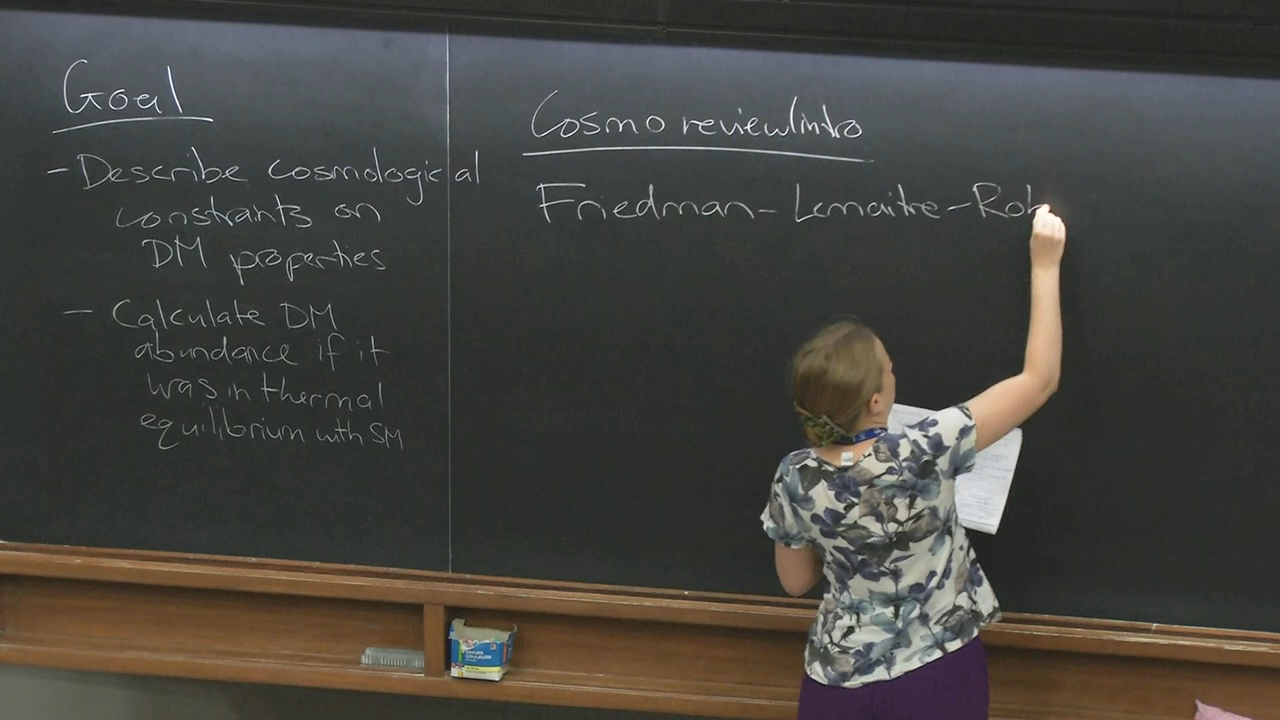 Goal
- Describe cosmological
constraints on
DM properties
- Calculate DM
abundance if it
was in thermal
equilibrium with SM
Cosmo review/intro
Friedman-Lemaitre-Rob